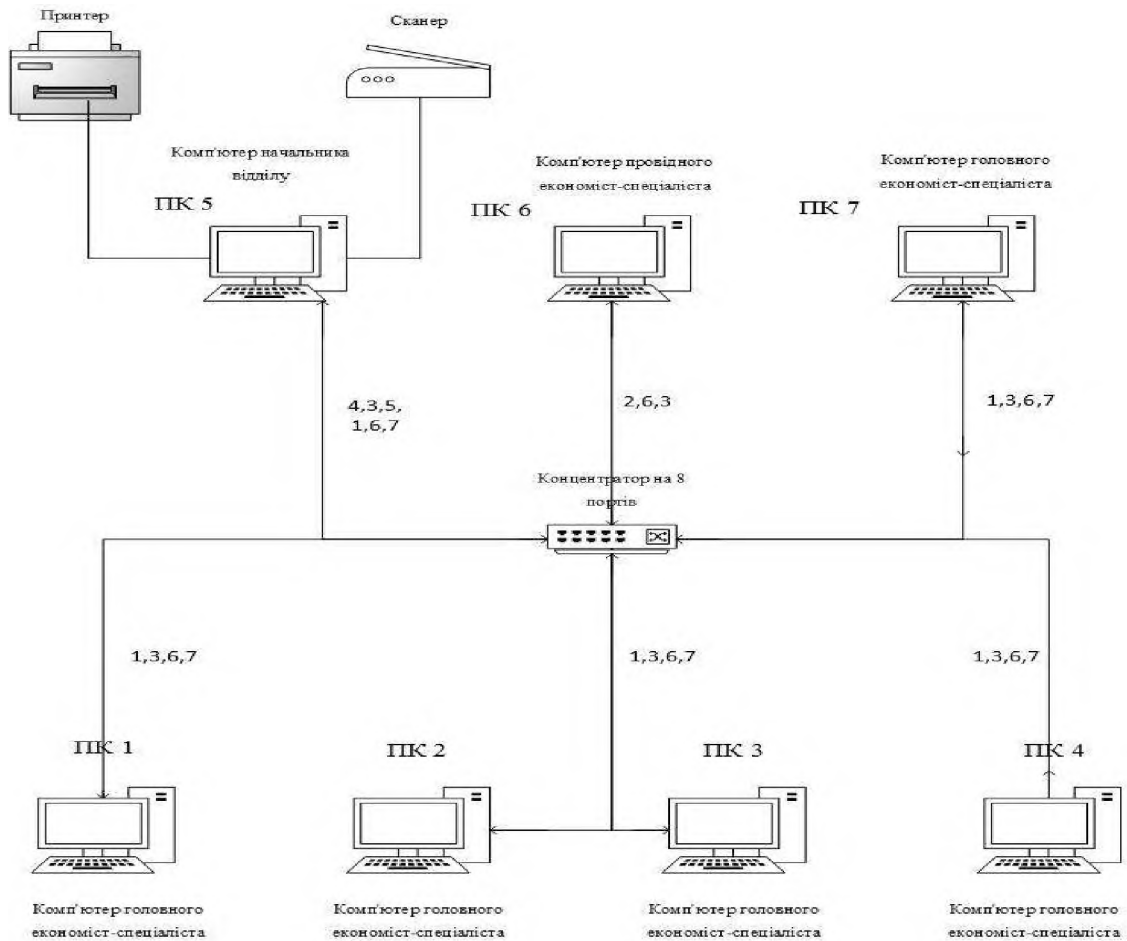 Принтер
Сканер
Комп'ютер начальника
відділу
Комп'ютер провідного
економіст-спеціаліста
Комп'ютер головного
економіст-спеціаліста
ПК 5
ПК 6
ПК 7
4,3,5,
1,6,7
2,6,3
1,3,6,7
Концентратор на 8
портів
1,3,6,7
1,3,6,7
1,3,6,7
ПК 1
ПК 2
ПК 3
ПК 4
Комп'ютер головного
економіст-спеціаліста
Комп'ютер головного
економіст-спеціаліста
Комп'ютер головного
економіст-спеціаліста
Комп'ютер головного
економіст-спеціаліста